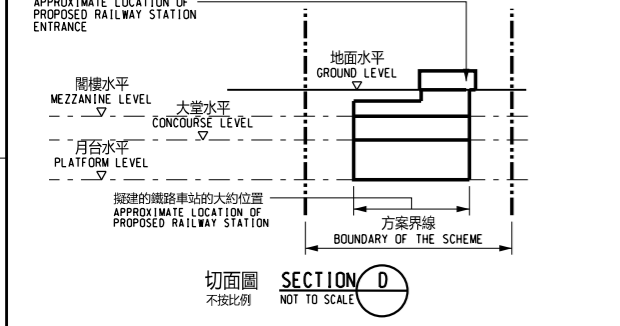 APPROXIMATE LOCATION OF
PROPOSED RAILWAY STATION
ENTRANCE
地面水平
GROUND LEVEL
閣樓水平
MEZZANINE LEVEL
大堂水平
CONCOURSE LEVEL
月台水平
PLATFORM LEVEL
擬建的鐵路車站的大約位置
APPROXIMATE LOCATION OF
PROPOSED RAILWAY STATION
方案界線
BOUNDARY OF THE SCHEME
切面圖 SECTION D
不按比例 NOT TO SCALE